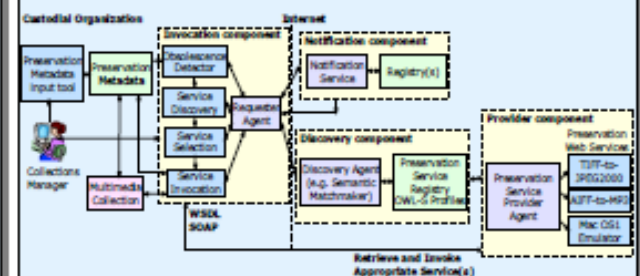 Custodial Organization
Internet
Invocation component
Notification component
Preservation
Metadata
Input tool
Preservation
Metadata
Obsolescence
Detector
Notification
Service
Registry(s)
Service
Discovery
Requester
Agent
Service
Selection
Discovery component
Provider component
Preservation
Web Services
Collections
Manager
Multimedia
Collection
Service
Invocation
Discovery Agent
(e.g. Semantic
Matchmaker)
Preservation
Service
Registry
OWL-S Profiles
Preservation
Service
Provider
Agent
TIFF-to-
JPEG2000
AIFF-to-MP3
Mac OS1
Emulator
WSDL
SOAP
Retrieve and Invoke
Appropriate Service(s)